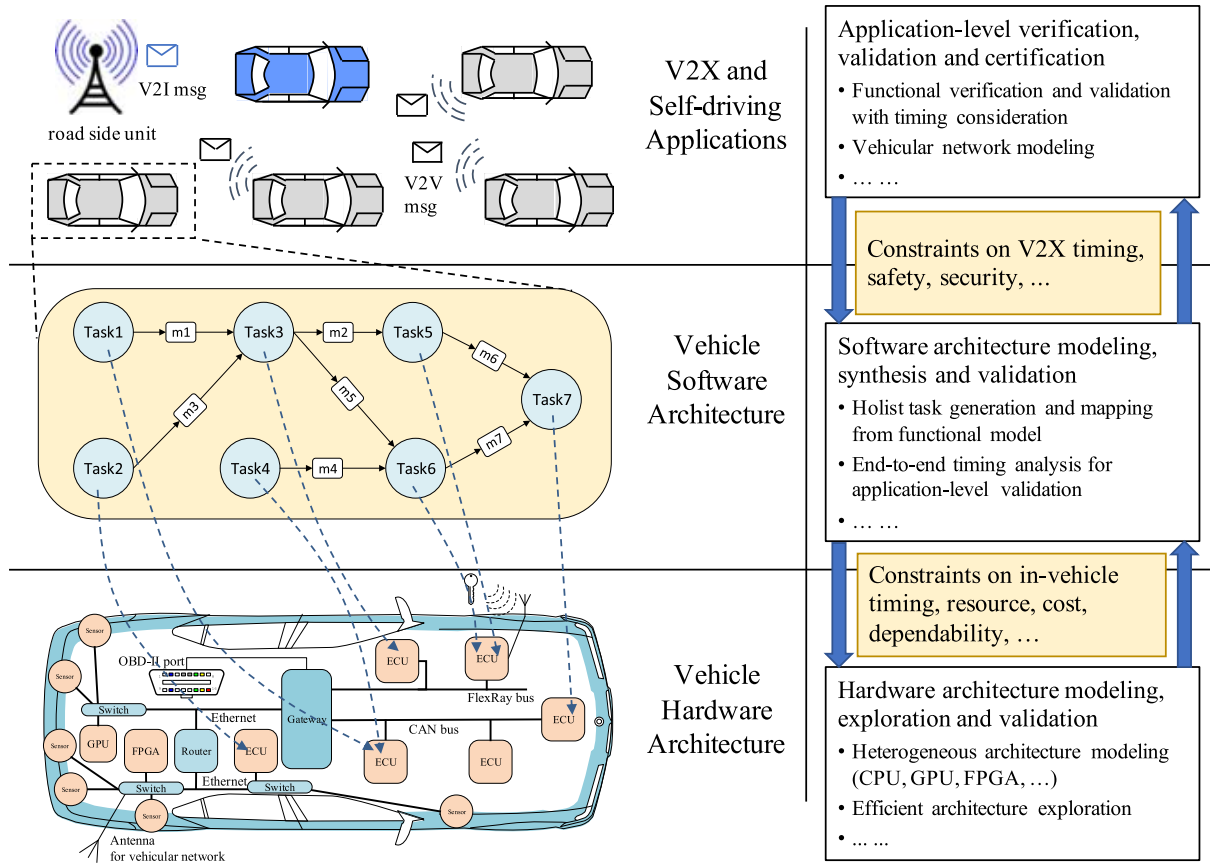 V2I msg
road side unit
V2V
msg
V2X and
Self-driving
Applications
Application-level verification,
validation and certification
• Functional verification and validation
with timing consideration
• Vehicular network modeling
• … …
Constraints on V2X timing,
safety, security, …
Task1
m1
Task3
m2
Task5
m6
m3
m5
Task7
m7
Task2
Task4
m4
Task6
Vehicle
Software
Architecture
Software architecture modeling,
synthesis and validation
• Holist task generation and mapping
from functional model
• End-to-end timing analysis for
application-level validation
• … …
Constraints on in-vehicle
timing, resource, cost,
dependability, …
Sensor
Sensor
OBD-II port
ECU
ECU
FlexRay bus
Switch
Ethernet
Gateway
CAN bus
ECU
Sensor
GPU
FPGA
Router
ECU
ECU
ECU
Ethernet
Sensor
Switch
Switch
Sensor
Sensor
Antenna
for vehicular network
Vehicle
Hardware
Architecture
Hardware architecture modeling,
exploration and validation
• Heterogeneous architecture modeling
(CPU, GPU, FPGA, …)
• Efficient architecture exploration
• ... ...